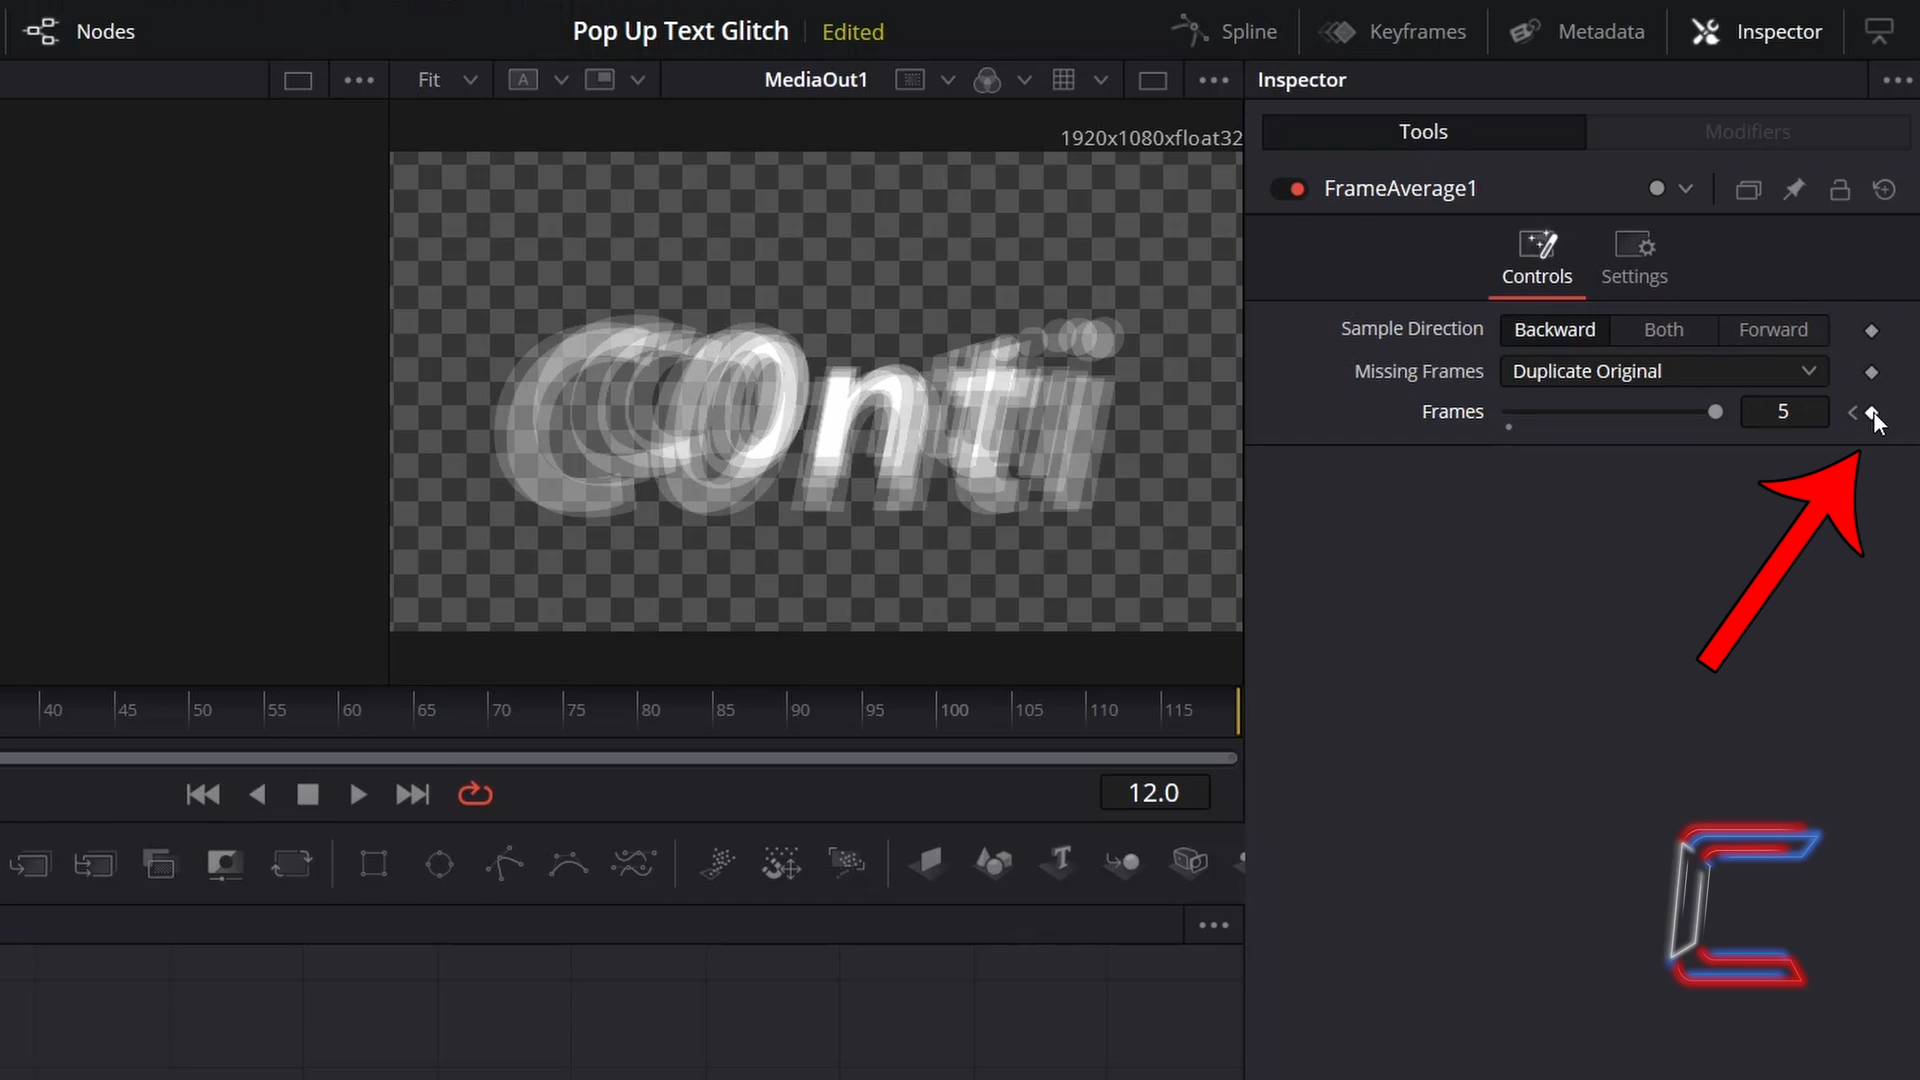 Nodes
Pop Up Text Glitch Edited
Spline
Keyframes
Metadata
Inspector
Fit
A
MediaOut1
Inspector
1920x1080xfloat32
Tools
Modifiers
FrameAverage1
Controls
Settings
Sample Direction Backward Both Forward
Missing Frames Duplicate Original
Frames 5
COnti
40 45 50 55 60 65 70 75 80 85 90 95 100 105 110 115
12.0
T
C